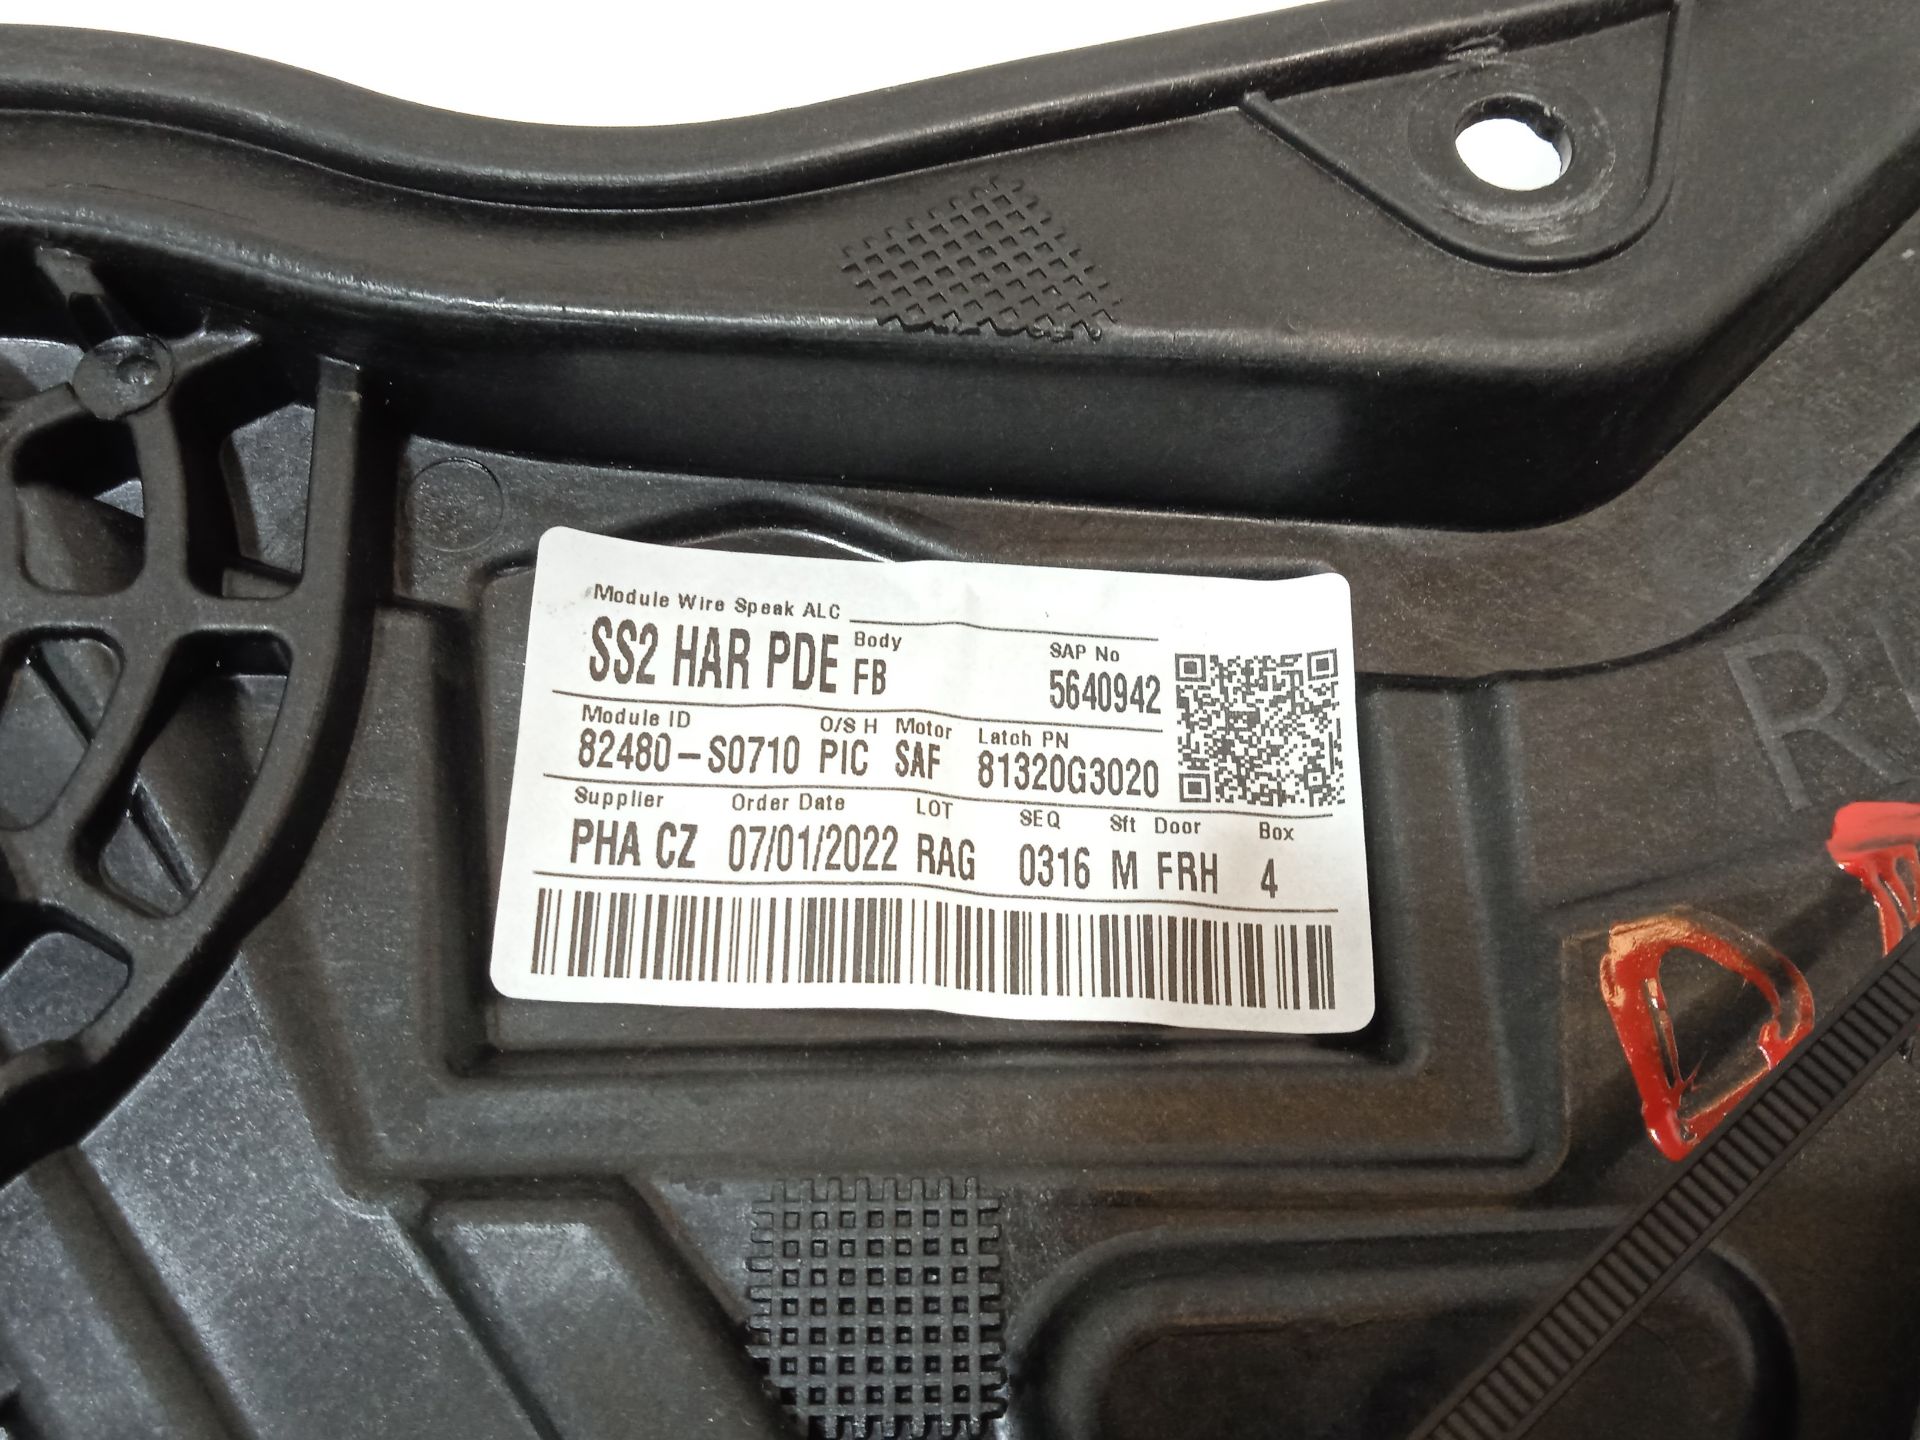 Module Wire Speak ALC
SS2 HAR PDE Body FB SAP No 5640942
Module ID O/S H Motor Latch PN
82480-S0710 PIC SAF 81320G3020
Supplier Order Date LOT SEQ Sft Door Box
PHA CZ 07/01/2022 RAG 0316 M FRH 4
R
D